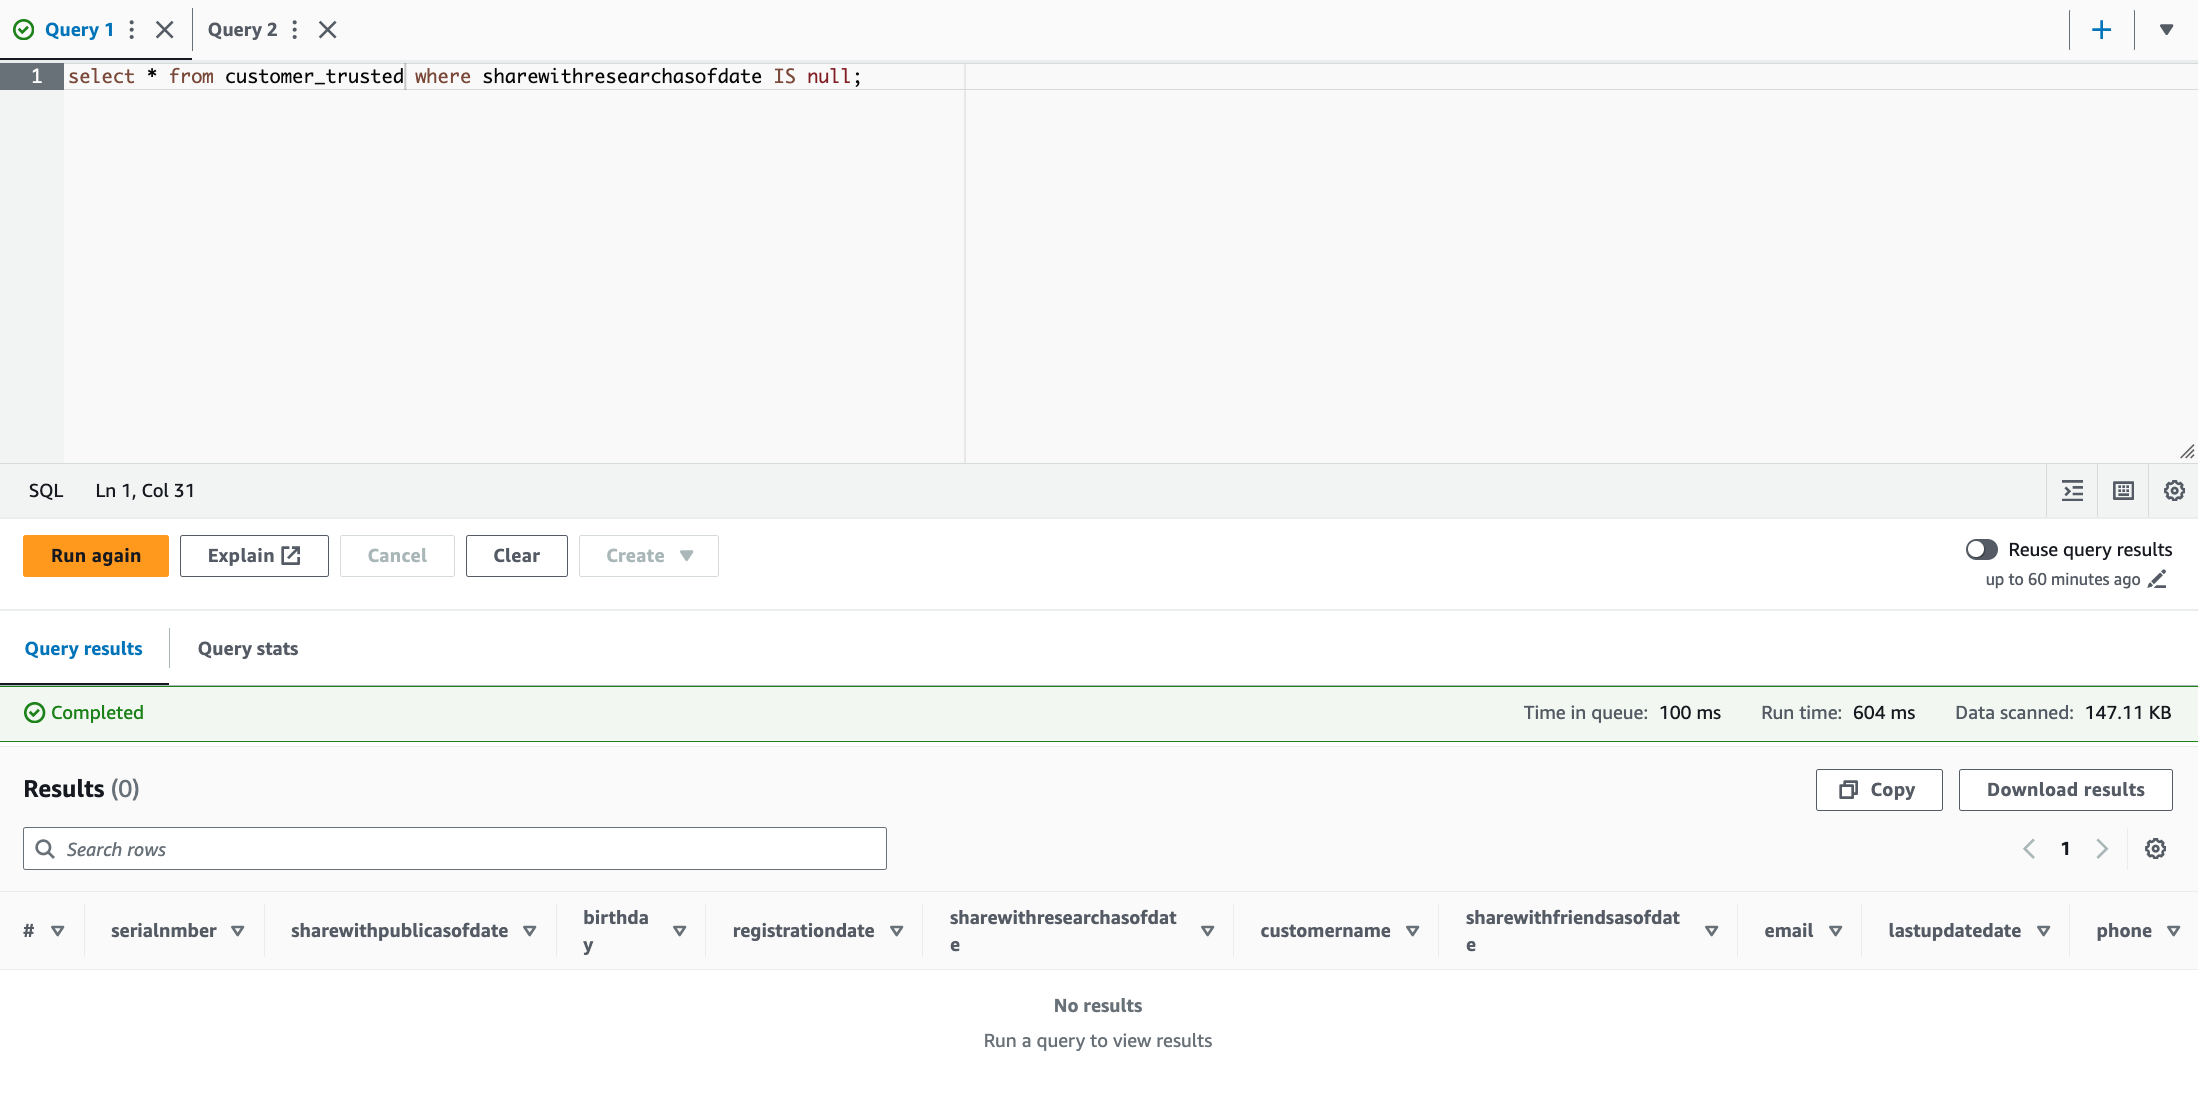 Query 1
Query 2
1 select * from customer_trusted where sharewithresearchasofdate IS null;
SQL Ln 1, Col 31
Run again Explain Cancel Clear Create
Reuse query results
up to 60 minutes ago
Query results Query stats
Completed Time in queue: 100 ms Run time: 604 ms Data scanned: 147.11 KB
Results (0)
Copy Download results
Search rows
1
# serialnmber sharewithpublicasofdate birthda
y registrationdate sharewithresearchasofdat
e customername sharewithfriendsasofdat
e email lastupdatedate phone
No results
Run a query to view results